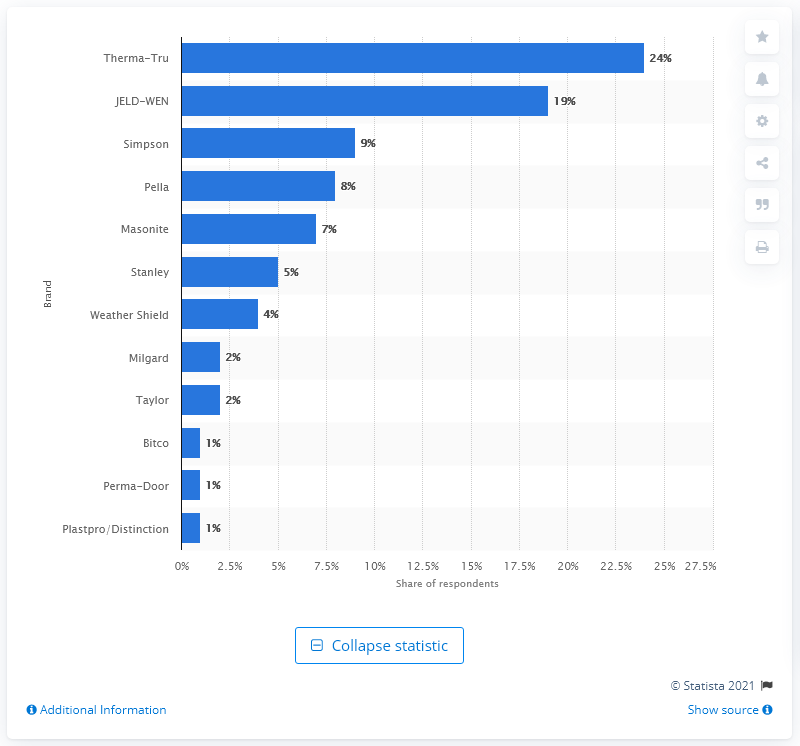 Therma-Tru 24%
JELD-WEN 19%
Simpson 9%
Pella 8%
Masonite 7%
Stanley 5%
Weather Shield 4%
Milgard 2%
Taylor 2%
Bitco 1%
Perma-Door 1%
Plastpro/Distinction 1%
Brand
0% 2.5% 5% 7.5% 10% 12.5% 15% 17.5% 20% 22.5% 25% 27.5%
Share of respondents
Collapse statistic
© Statista 2021
Additional Information
Show source